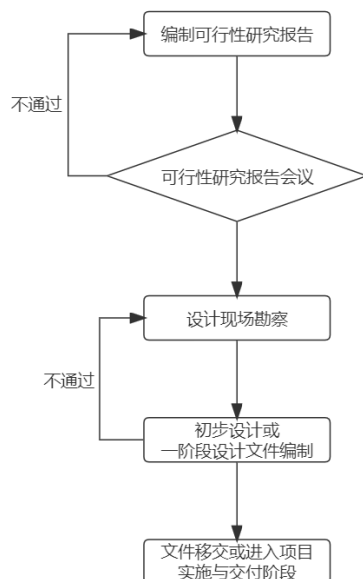 编制可行性研究报告
不通过
可行性研究报告会议
设计现场勘察
不通过
初步设计或
一阶段设计文件编制
文件移交或进入项目
实施与交付阶段